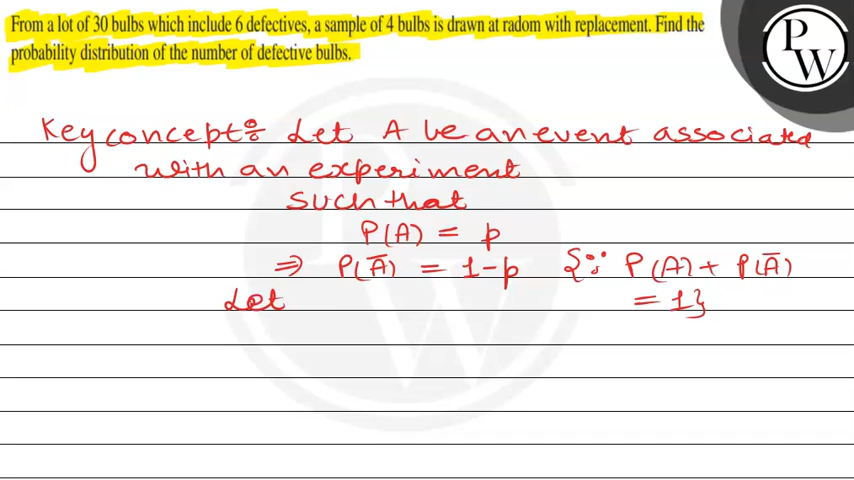 From a lot of 30 bulbs which include 6 defectives, a sample of 4 bulbs is drawn at radom with replacement. Find the
probability distribution of the number of defective bulbs.
P
W
Key concept: Let A be an event associated
with an experiment
such that
P(A) = p
⇒ P(Ā) = 1-p {∵ P(A) + P(Ā)
Let = 1}